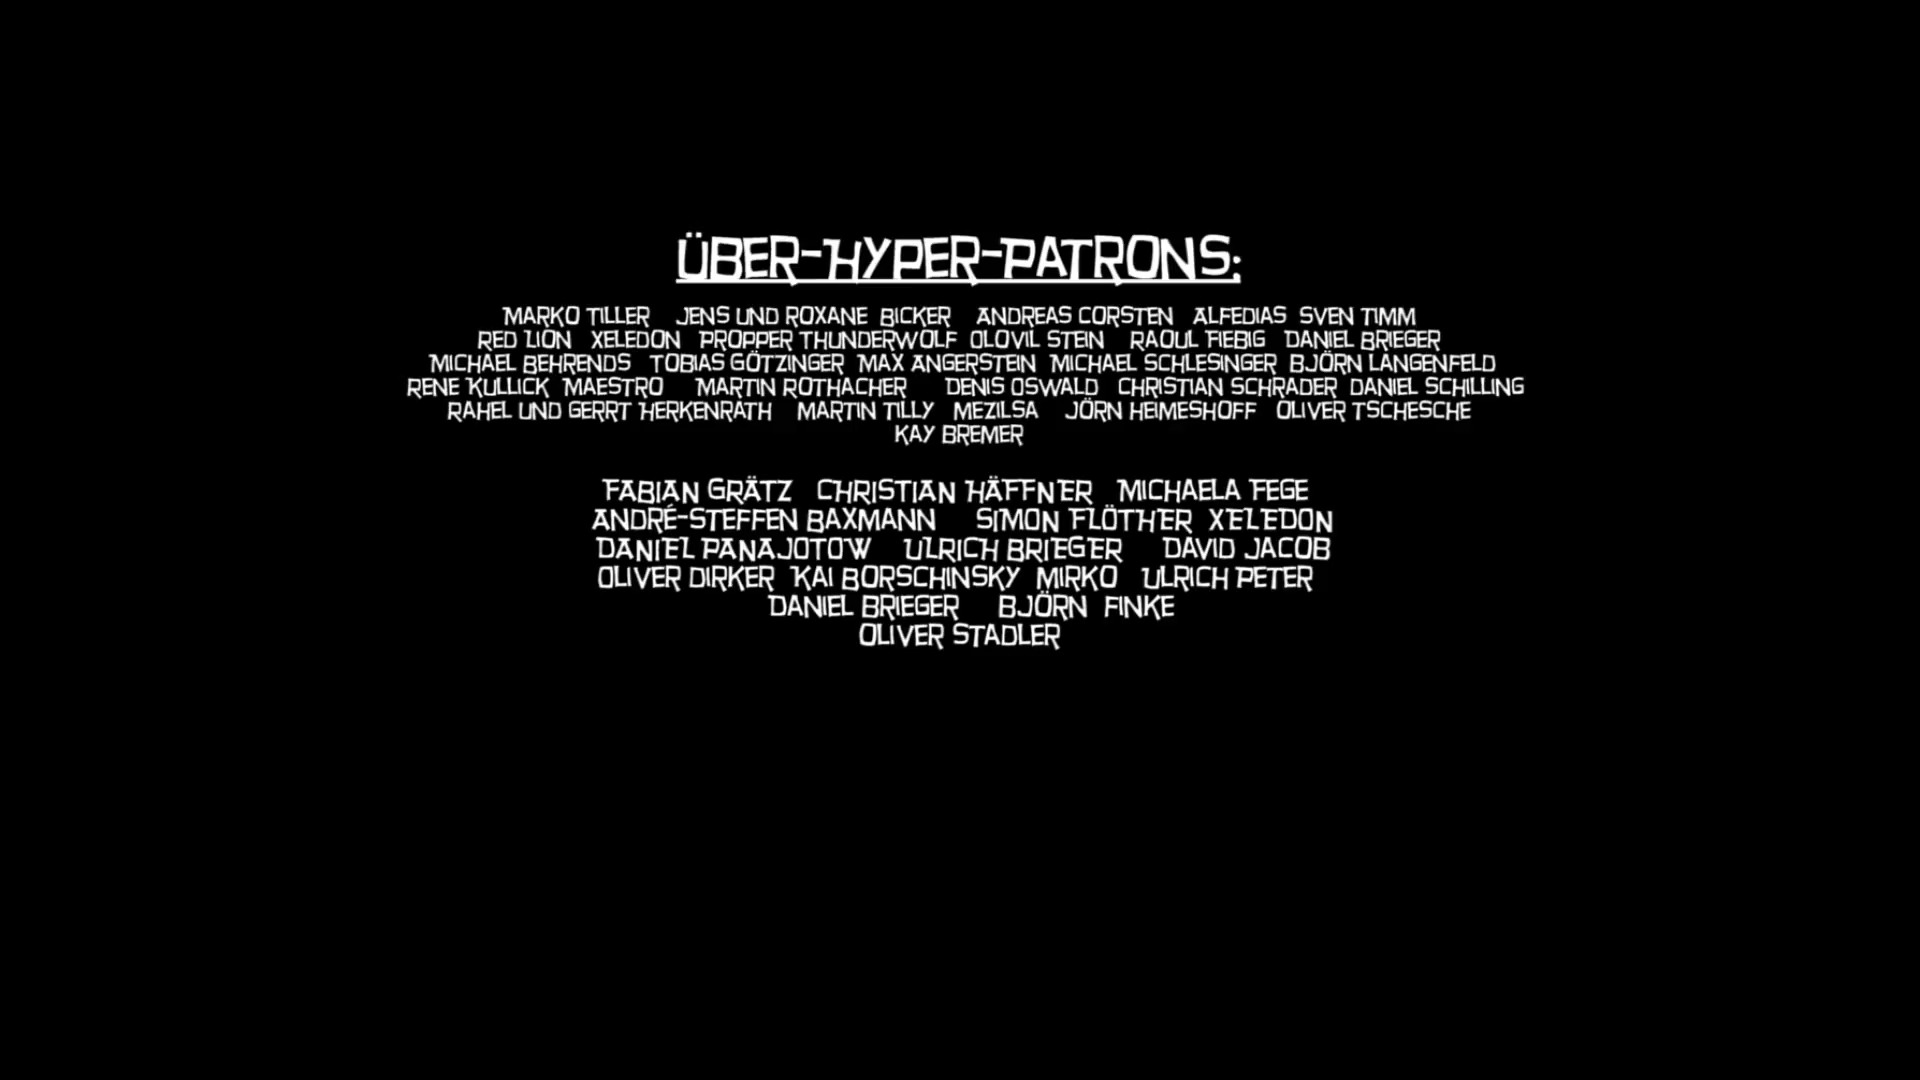 ÜBER-HYPER-PATRONS:
MARKO TILLER JENS UND ROXANE BICKER ANDREAS CORSTEN ALFEDIAS SVEN TIMM
RED LION XELEDON PROPPER THUNDERWOLF OLOVIL STEIN RAOUL FIEBIG DANIEL BRIEGER
MICHAEL BEHRENDS TOBIAS GÖTZINGER MAX ANGERSTEIN MICHAEL SCHLESINGER BJÖRN LANGENFELD
RENE KULLICK MAESTRO MARTIN ROTHACHER DENIS OSWALD CHRISTIAN SCHRADER DANIEL SCHILLING
RAHEL UND GERRT HERKENRATH MARTIN TILLY MEZILSA JÖRN HEIMESHOFF OLIVER TSCHESCHE
KAY BREMER
FABIAN GRÄTZ CHRISTIAN HÄFFNER MICHAELA FEGE
ANDRÉ-STEFFEN BAXMANN SIMON FLÖTHER XELEDON
DANIEL PANAJOTOW ULRICH BRIEGER DAVID JACOB
OLIVER DIRKER KAI BORSCHINSKY MIRKO ULRICH PETER
DANIEL BRIEGER BJÖRN FINKE
OLIVER STADLER